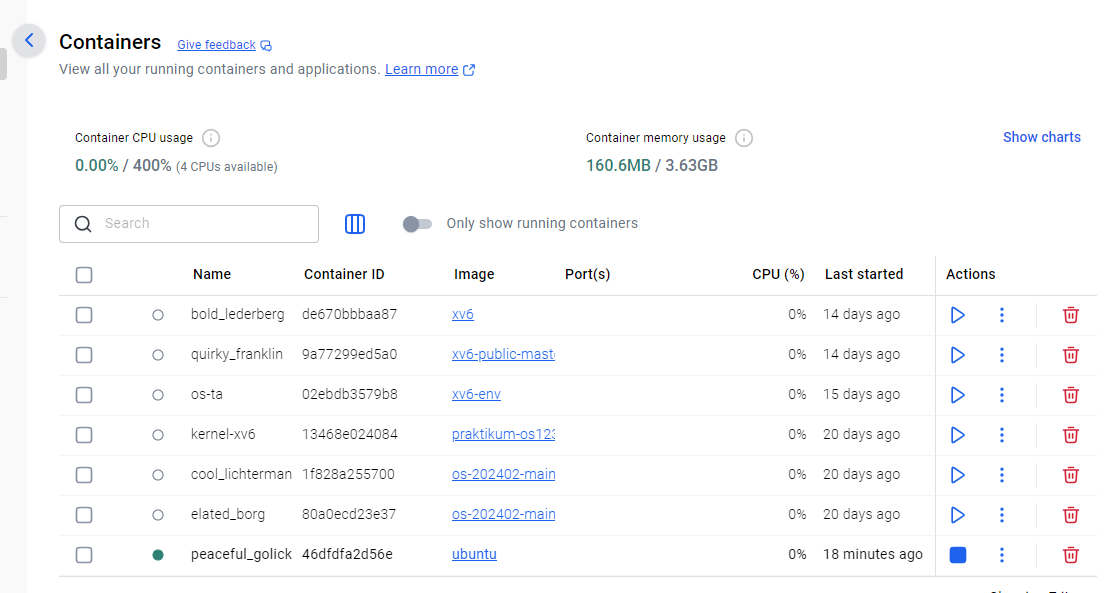 Containers Give feedback
View all your running containers and applications. Learn more
Container CPU usage
0.00% / 400% (4 CPUs available)
Container memory usage
160.6MB / 3.63GB
Show charts
Search
Only show running containers
Name Container ID Image Port(s) CPU (%) Last started Actions
bold_lederberg de670bbbaa87 xv6 0% 14 days ago
quirky_franklin 9a77299ed5a0 xv6-public-mast 0% 14 days ago
os-ta 02ebdb3579b8 xv6-env 0% 15 days ago
kernel-xv6 13468e024084 praktikum-os123 0% 20 days ago
cool_lichterman 1f828a255700 os-202402-main 0% 20 days ago
elated_borg 80a0ecd23e37 os-202402-main 0% 20 days ago
peaceful_golick 46dfdfa2d56e ubuntu 0% 18 minutes ago